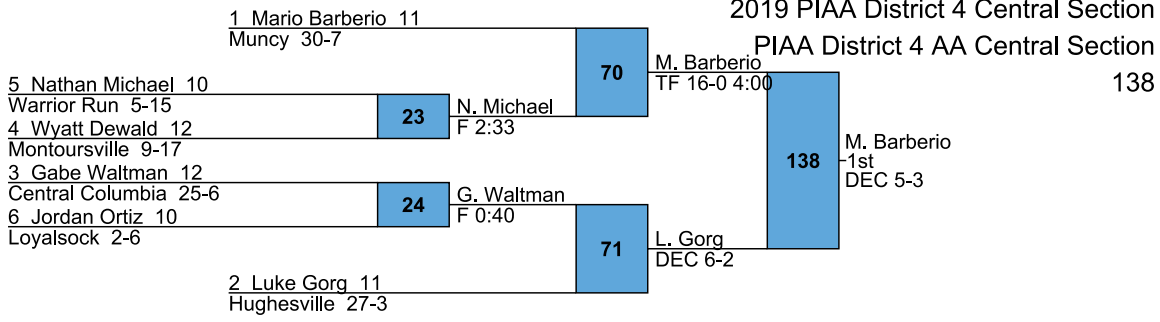 2019 PIAA District 4 Central Section
PIAA District 4 AA Central Section
138
1 Mario Barberio 11
Muncy 30-7
70
M. Barberio
TF 16-0 4:00
5 Nathan Michael 10
Warrior Run 5-15
23
N. Michael
F 2:33
4 Wyatt Dewald 12
Montoursville 9-17
138
M. Barberio
1st
DEC 5-3
3 Gabe Waltman 12
Central Columbia 25-6
24
G. Waltman
F 0:40
6 Jordan Ortiz 10
Loyalsock 2-6
71
L. Gorg
DEC 6-2
2 Luke Gorg 11
Hughesville 27-3